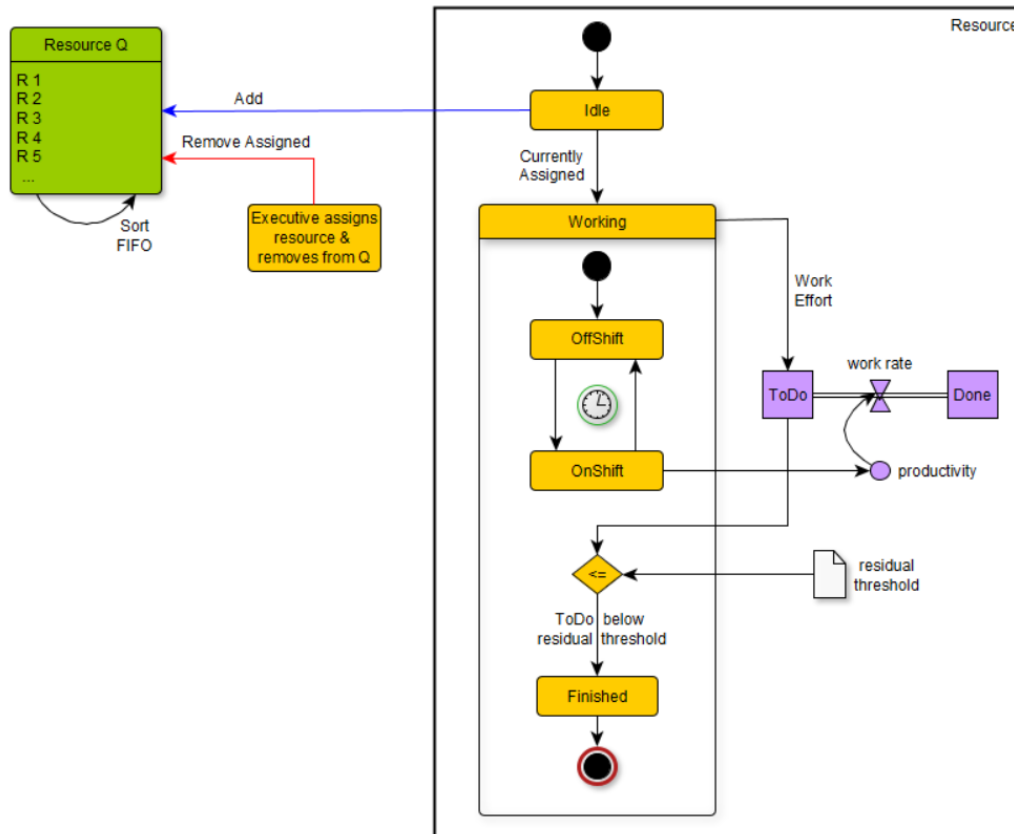 Resource
Resource Q
R 1
R 2
R 3
R 4
R 5
...
Add
Idle
Remove Assigned
Currently
Assigned
Sort
FIFO
Executive assigns
resource &
removes from Q
Working
Work
Effort
OffShift
work rate
ToDo
Done
OnShift
productivity
<=
residual
threshold
ToDo below
residual threshold
Finished